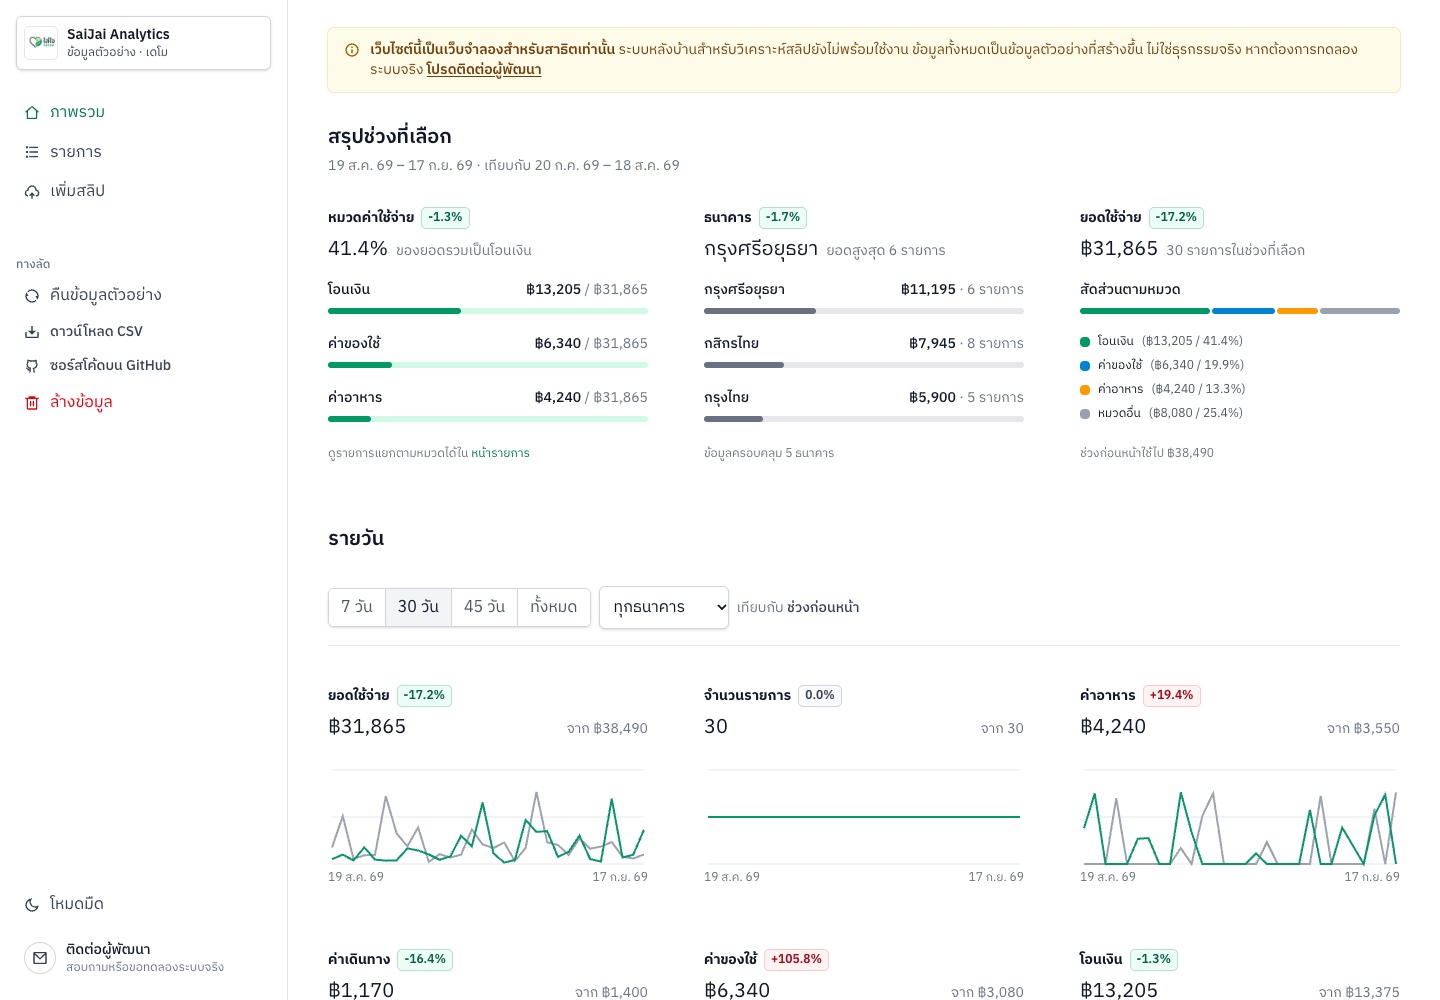 SaiJai Analytics
ข้อมูลตัวอย่าง · เดโม
ภาพรวม
รายการ
เพิ่มสลิป
ทางลัด
คืนข้อมูลตัวอย่าง
ดาวน์โหลด CSV
ซอร์สโค้ดบน GitHub
ล้างข้อมูล
โหมดมืด
ติดต่อผู้พัฒนา
สอบถามหรือขอทดลองระบบจริง
เว็บไซต์นี้เป็นเว็บจำลองสำหรับสาธิตเท่านั้น ระบบหลังบ้านสำหรับวิเคราะห์สลิปยังไม่พร้อมใช้งาน ข้อมูลทั้งหมดเป็นข้อมูลตัวอย่างที่สร้างขึ้น ไม่ใช่ธุรกรรมจริง หากต้องการทดลอง
ระบบจริง โปรดติดต่อผู้พัฒนา
สรุปช่วงที่เลือก
19 ส.ค. 69 – 17 ก.ย. 69 · เทียบกับ 20 ก.ค. 69 – 18 ส.ค. 69
หมวดค่าใช้จ่าย -1.3%
41.4% ของยอดรวมเป็นโอนเงิน
โอนเงิน ฿13,205 / ฿31,865
ค่าของใช้ ฿6,340 / ฿31,865
ค่าอาหาร ฿4,240 / ฿31,865
ดูรายการแยกตามหมวดได้ใน หน้ารายการ
ธนาคาร -1.7%
กรุงศรีอยุธยา ยอดสูงสุด 6 รายการ
กรุงศรีอยุธยา ฿11,195 · 6 รายการ
กสิกรไทย ฿7,945 · 8 รายการ
กรุงไทย ฿5,900 · 5 รายการ
ข้อมูลครอบคลุม 5 ธนาคาร
ยอดใช้จ่าย -17.2%
฿31,865 30 รายการในช่วงที่เลือก
สัดส่วนตามหมวด
โอนเงิน (฿13,205 / 41.4%)
ค่าของใช้ (฿6,340 / 19.9%)
ค่าอาหาร (฿4,240 / 13.3%)
หมวดอื่น (฿8,080 / 25.4%)
ช่วงก่อนหน้าใช้ไป ฿38,490
รายวัน
7 วัน 30 วัน 45 วัน ทั้งหมด ทุกธนาคาร เทียบกับ ช่วงก่อนหน้า
ยอดใช้จ่าย -17.2%
฿31,865 จาก ฿38,490
19 ส.ค. 69 17 ก.ย. 69
จำนวนรายการ 0.0%
30 จาก 30
19 ส.ค. 69 17 ก.ย. 69
ค่าอาหาร +19.4%
฿4,240 จาก ฿3,550
19 ส.ค. 69 17 ก.ย. 69
ค่าเดินทาง -16.4%
฿1,170 จาก ฿1,400
ค่าของใช้ +105.8%
฿6,340 จาก ฿3,080
โอนเงิน -1.3%
฿13,205 จาก ฿13,375